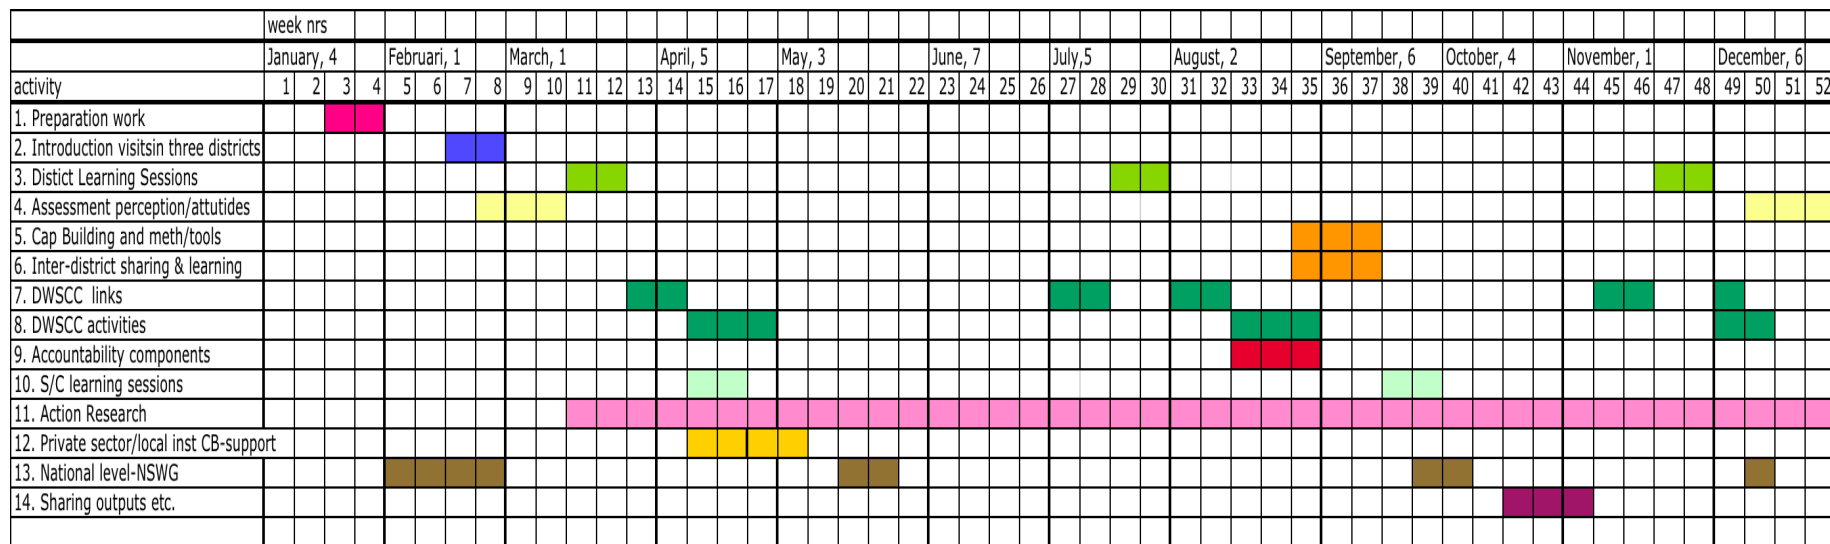 week nrs
January, 4 Februari, 1 March, 1 April, 5 May, 3 June, 7 July,5 August, 2 September, 6 October, 4 November, 1 December, 6
activity 1 2 3 4 5 6 7 8 9 10 11 12 13 14 15 16 17 18 19 20 21 22 23 24 25 26 27 28 29 30 31 32 33 34 35 36 37 38 39 40 41 42 43 44 45 46 47 48 49 50 51 52
1. Preparation work
2. Introduction visitsin three districts
3. Distict Learning Sessions
4. Assessment perception/attutides
5. Cap Building and meth/tools
6. Inter-district sharing & learning
7. DWSCC links
8. DWSCC activities
9. Accountability components
10. S/C learning sessions
11. Action Research
12. Private sector/local inst CB-support
13. National level-NSWG
14. Sharing outputs etc.